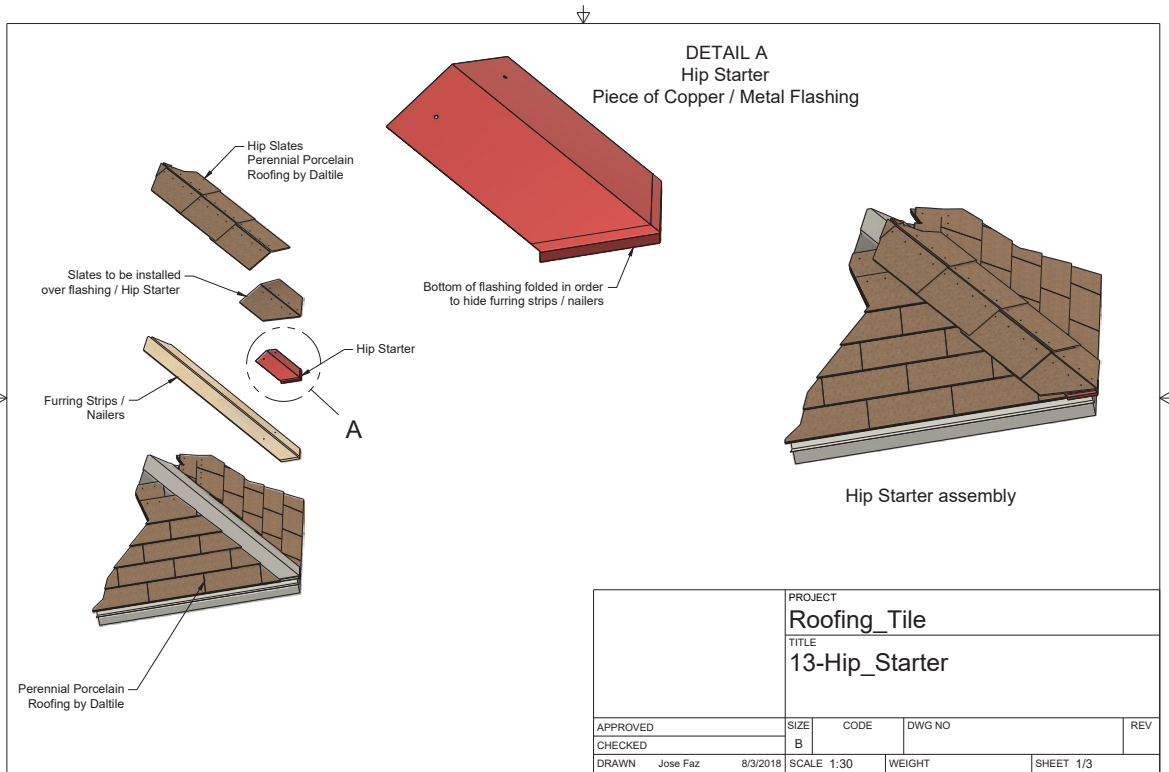 DETAIL A
Hip Starter
Piece of Copper / Metal Flashing
Hip Slates
Perennial Porcelain
Roofing by Daltile
Slates to be installed
over flashing / Hip Starter
Bottom of flashing folded in order
to hide furring strips / nailers
Hip Starter
Furring Strips /
Nailers
A
Hip Starter assembly
Perennial Porcelain
Roofing by Daltile
PROJECT
Roofing_Tile
TITLE
13-Hip_Starter
APPROVED
CHECKED
DRAWN Jose Faz 8/3/2018
SIZE CODE DWG NO REV
B
SCALE 1:30 WEIGHT SHEET 1/3